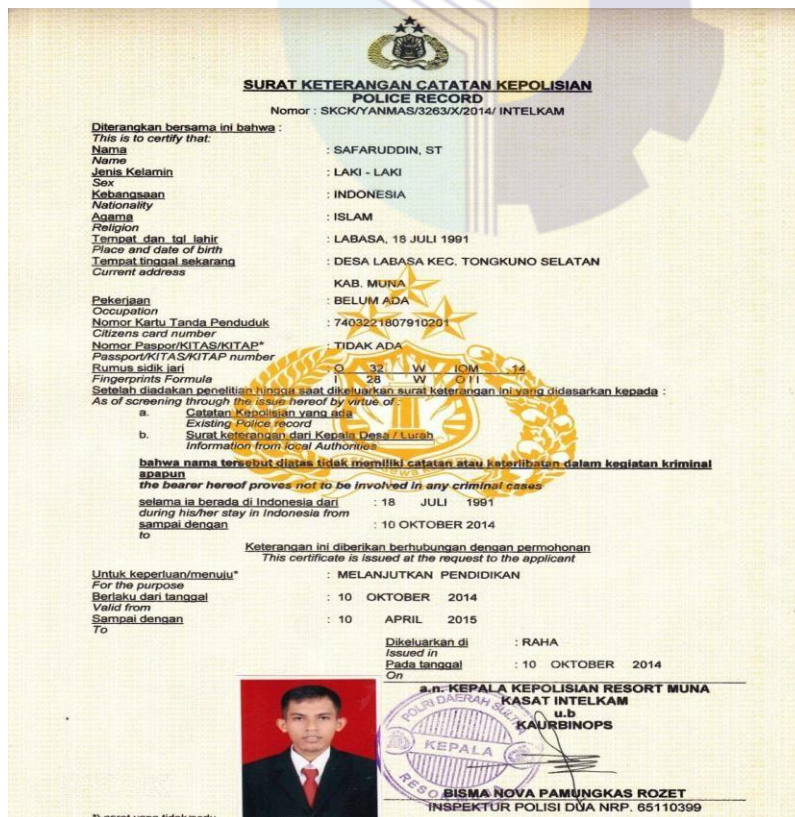 SURAT KETERANGAN CATATAN KEPOLISIAN
POLICE RECORD
Nomor : SKCK/YANMAS/3263/X/2014/ INTELKAM
Diterangkan bersama ini bahwa :
This is to certify that:
Nama : SAFARUDDIN, ST
Name
Jenis Kelamin : LAKI - LAKI
Sex
Kebangsaan : INDONESIA
Nationality
Agama : ISLAM
Religion
Tempat dan tgl lahir : LABASA, 18 JULI 1991
Place and date of birth
Tempat tinggal sekarang : DESA LABASA KEC. TONGKUNO SELATAN
Current address
KAB. MUNA
Pekerjaan : BELUM ADA
Occupation
Nomor Kartu Tanda Penduduk : 7403221807910201
Citizens card number
Nomor Paspor/KITAS/KITAP* : TIDAK ADA
Passport/KITAS/KITAP number
Rumus sidik jari : O 32 W IOM 14
Fingerprints Formula I 28 W OII
Setelah diadakan penelitian hingga saat dikeluarkan surat keterangan ini yang didasarkan kepada :
As of screening through the issue hereof by virtue of :
a. Catatan Kepolisian yang ada
Existing Police record
b. Surat keterangan dari Kepala Desa / Lurah
Information from local Authorities
bahwa nama tersebut diatas tidak memiliki catatan atau keterlibatan dalam kegiatan kriminal
apapun
the bearer hereof proves not to be involved in any criminal cases
selama ia berada di Indonesia dari : 18 JULI 1991
during his/her stay in Indonesia from
sampai dengan : 10 OKTOBER 2014
to
Keterangan ini diberikan berhubungan dengan permohonan
This certificate is issued at the request to the applicant
Untuk keperluan/menuju* : MELANJUTKAN PENDIDIKAN
For the purpose
Berlaku dari tanggal : 10 OKTOBER 2014
Valid from
Sampai dengan : 10 APRIL 2015
To
Dikeluarkan di : RAHA
Issued in
Pada tanggal : 10 OKTOBER 2014
On
a.n. KEPALA KEPOLISIAN RESORT MUNA
KASAT INTELKAM
u.b
KAURBINOPS
POLRI DAERAH
KEPALA
BISMA NOVA PAMUNGKAS ROZET
INSPEKTUR POLISI DUA NRP. 65110399